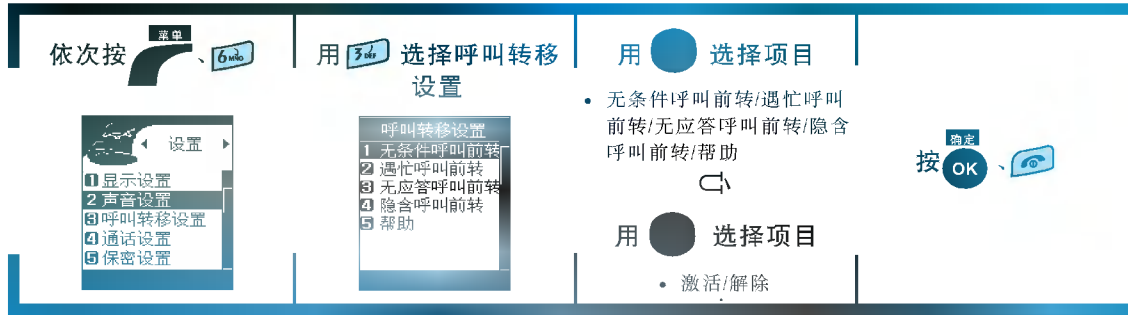 菜单
依次按 、6 MNO
设置
1 显示设置
2 声音设置
3 呼叫转移设置
4 通话设置
5 保密设置
用 3 DEF 选择呼叫转移
设置
呼叫转移设置
1 无条件呼叫前转
2 遇忙呼叫前转
3 无应答呼叫前转
4 隐含呼叫前转
5 帮助
用 选择项目
• 无条件呼叫前转/遇忙呼叫
前转/无应答呼叫前转/隐含
呼叫前转/帮助
用 选择项目
• 激活/解除
确定
按 OK 、